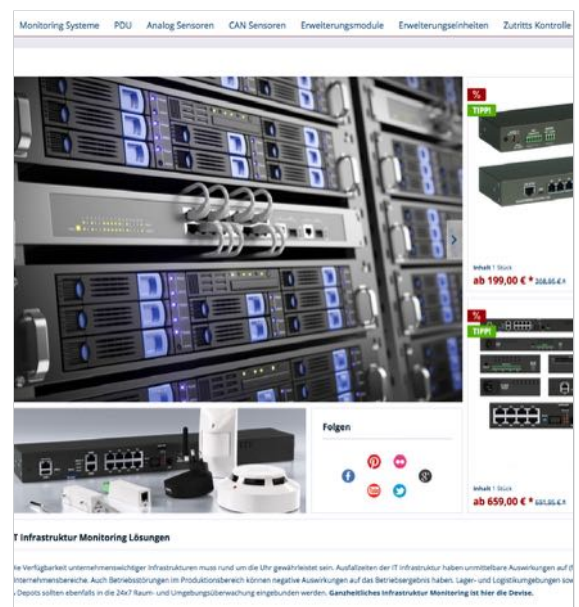 Monitoring Systeme PDU Analog Sensoren CAN Sensoren Erweiterungsmodule Erweiterungseinheiten Zutritts Kontrolle
%
TIPP!
Inhalt 1 Stück
ab 199,00 € *
%
TIPP!
Folgen
Inhalt 1 Stück
ab 659,00 € *
T Infrastruktur Monitoring Lösungen
ie Verfügbarkeit unternehmenswichtiger Infrastrukturen muss rund um die Uhr gewährleistet sein. Ausfallzeiten der IT Infrastruktur haben unmittelbare Auswirkungen auf
nternehmensbereiche. Auch Betriebsstörungen im Produktionsbereich können negative Auswirkungen auf das Betriebsergebnis haben. Lager- und Logistikumgebungen sow
Depots sollten ebenfalls in die 24x7 Raum- und Umgebungsüberwachung eingebunden werden. Ganzheitliches Infrastruktur Monitoring ist hier die Devise.